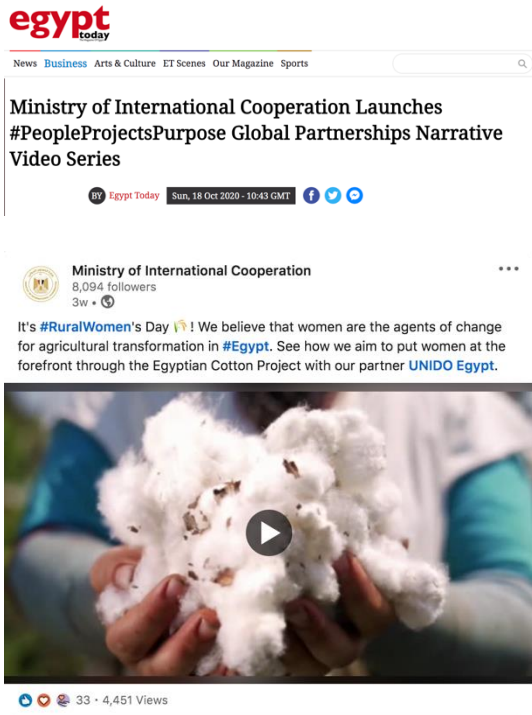 egypt
today
News Business Arts & Culture ET Scenes Our Magazine Sports
Ministry of International Cooperation Launches
#PeopleProjectsPurpose Global Partnerships Narrative
Video Series
BY Egypt Today Sun, 18 Oct 2020 - 10:43 GMT
Ministry of International Cooperation
8,094 followers
3w •
It's #RuralWomen's Day 🌾! We believe that women are the agents of change
for agricultural transformation in #Egypt. See how we aim to put women at the
forefront through the Egyptian Cotton Project with our partner UNIDO Egypt.
33 · 4,451 Views